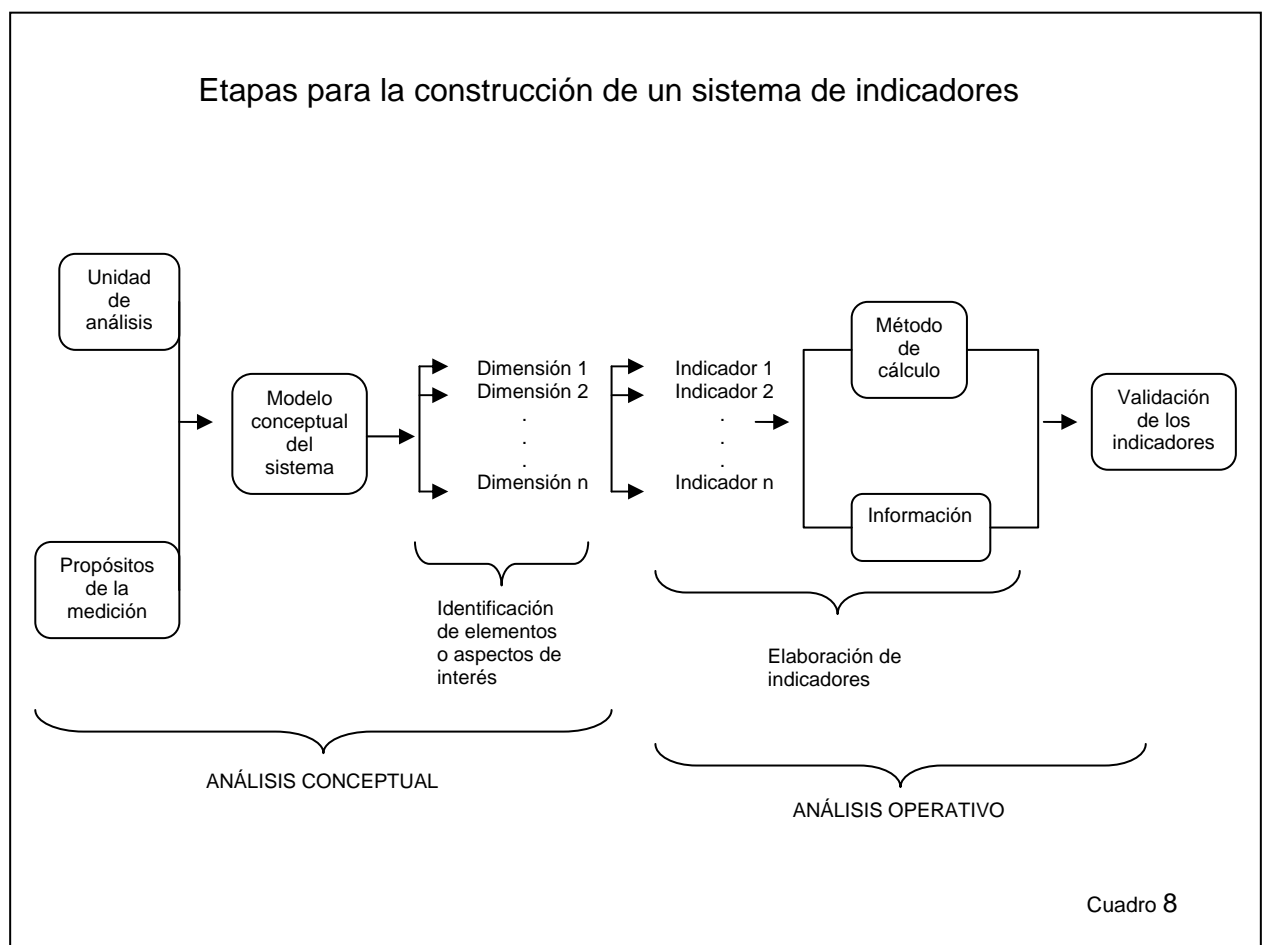 Etapas para la construcción de un sistema de indicadores
Unidad
de
análisis
Propósitos
de la
medición
Modelo
conceptual
del
sistema
Dimensión 1
Dimensión 2
.
.
.
Dimensión n
Identificación
de elementos
o aspectos de
interés
ANÁLISIS CONCEPTUAL
Indicador 1
Indicador 2
.
.
.
Indicador n
Método
de
cálculo
Información
Elaboración de
indicadores
Validación
de los
indicadores
ANÁLISIS OPERATIVO
Cuadro 8